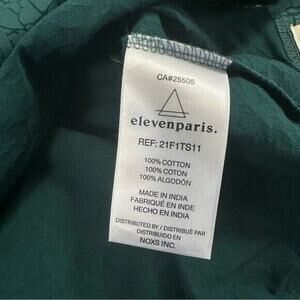 CA#25505
elevenparis.
REF: 21F1TS11
100% COTTON
100% COTON
100% ALGODÓN
MADE IN INDIA
FABRIQUÉ EN INDE
HECHO EN INDIA
DISTRIBUTED BY / DISTRIBUÉ PAR
DISTRIBUIDO EN
NOXS INC.